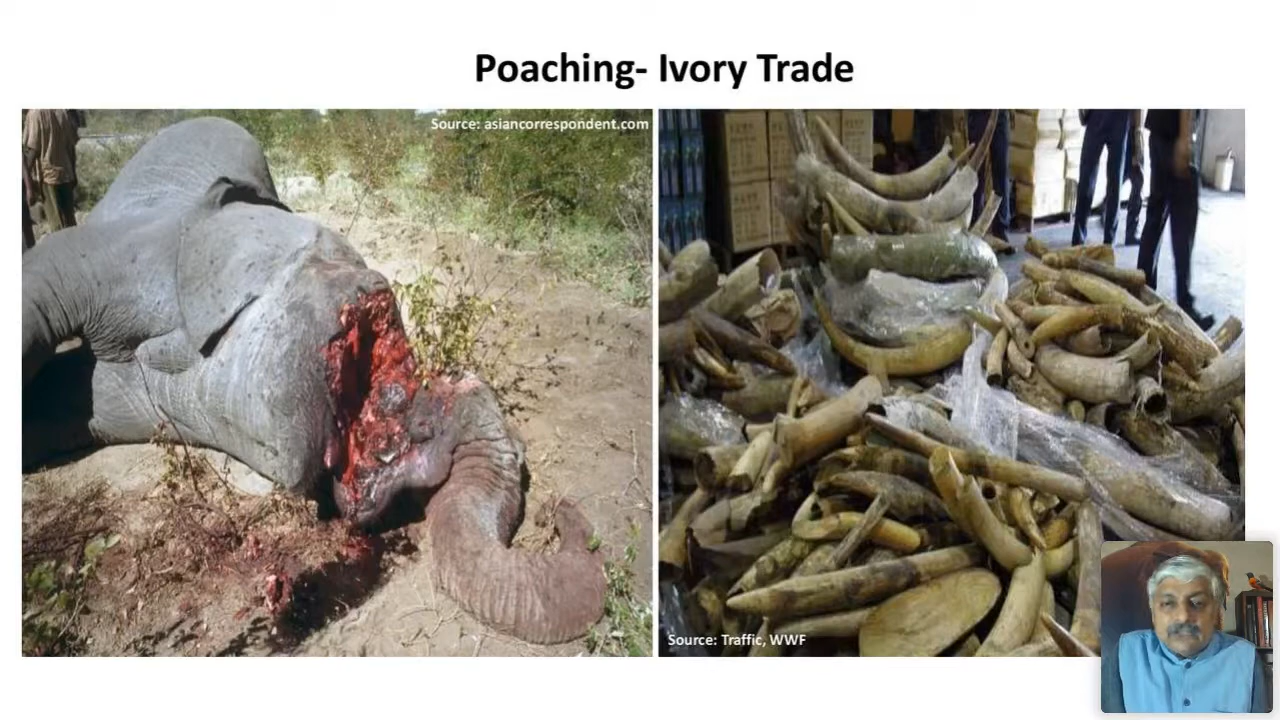 Poaching- Ivory Trade
Source: asiancorrespondent.com
Source: Traffic, WWF